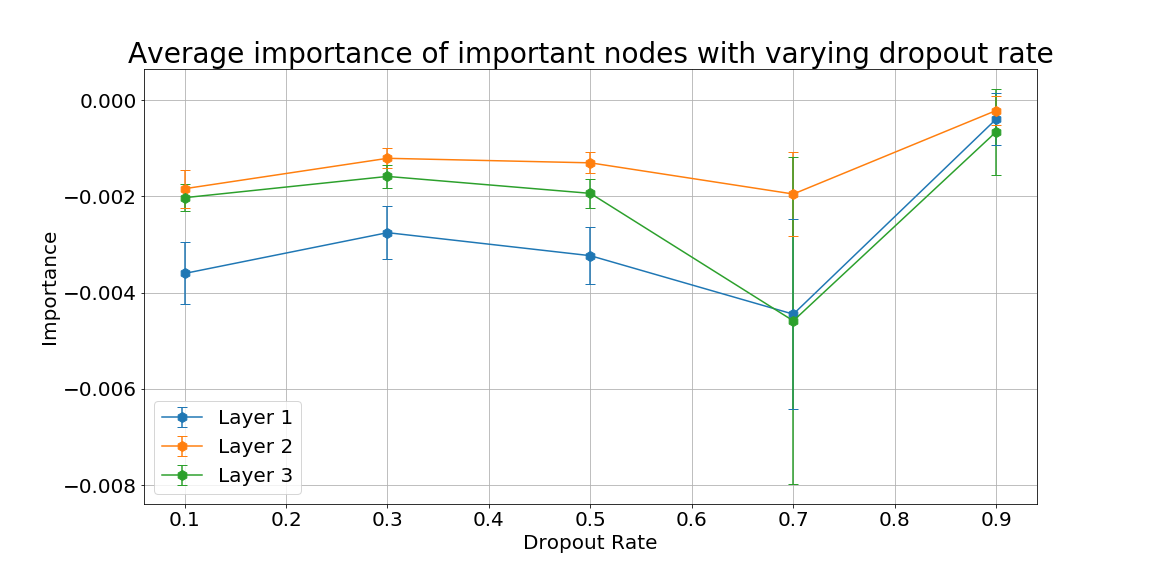 Average importance of important nodes with varying dropout rate
Importance
0.000
−0.002
−0.004
−0.006
−0.008
Layer 1
Layer 2
Layer 3
0.1 0.2 0.3 0.4 0.5 0.6 0.7 0.8 0.9
Dropout Rate